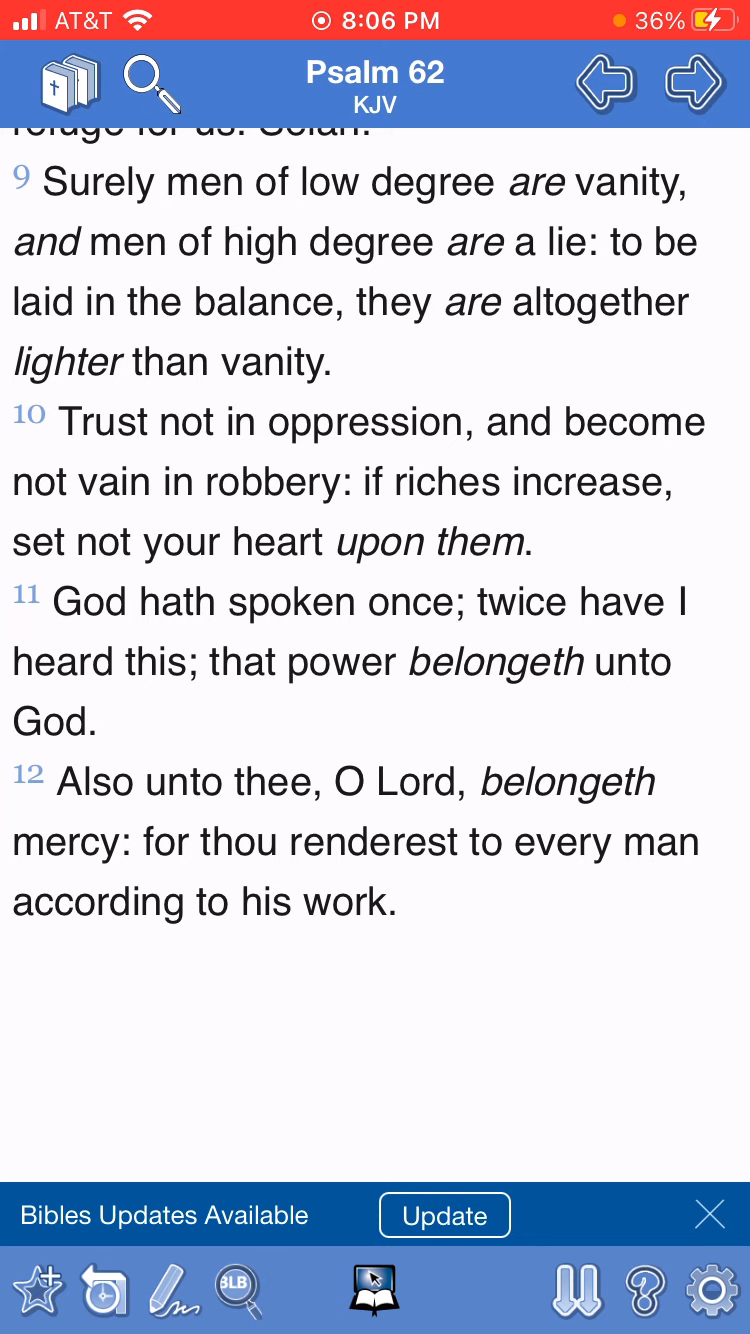 AT&T 8:06 PM 36%
Psalm 62
KJV
refuge for us. Selah.
9 Surely men of low degree are vanity,
and men of high degree are a lie: to be
laid in the balance, they are altogether
lighter than vanity.
10 Trust not in oppression, and become
not vain in robbery: if riches increase,
set not your heart upon them.
11 God hath spoken once; twice have I
heard this; that power belongeth unto
God.
12 Also unto thee, O Lord, belongeth
mercy: for thou renderest to every man
according to his work.
Bibles Updates Available Update
BLB